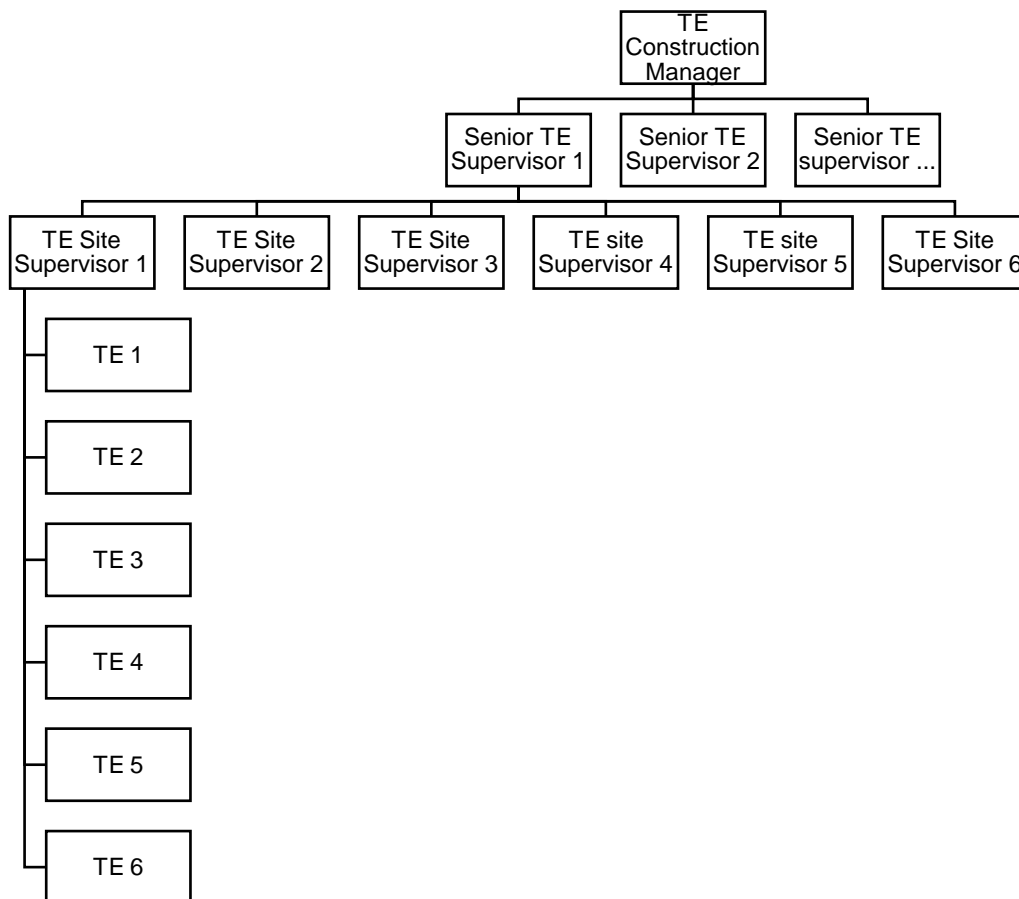 TE
Construction
Manager
Senior TE
Supervisor 1
Senior TE
Supervisor 2
Senior TE
supervisor ...
TE Site
Supervisor 1
TE Site
Supervisor 2
TE Site
Supervisor 3
TE site
Supervisor 4
TE site
Supervisor 5
TE Site
Supervisor 6
TE 1
TE 2
TE 3
TE 4
TE 5
TE 6